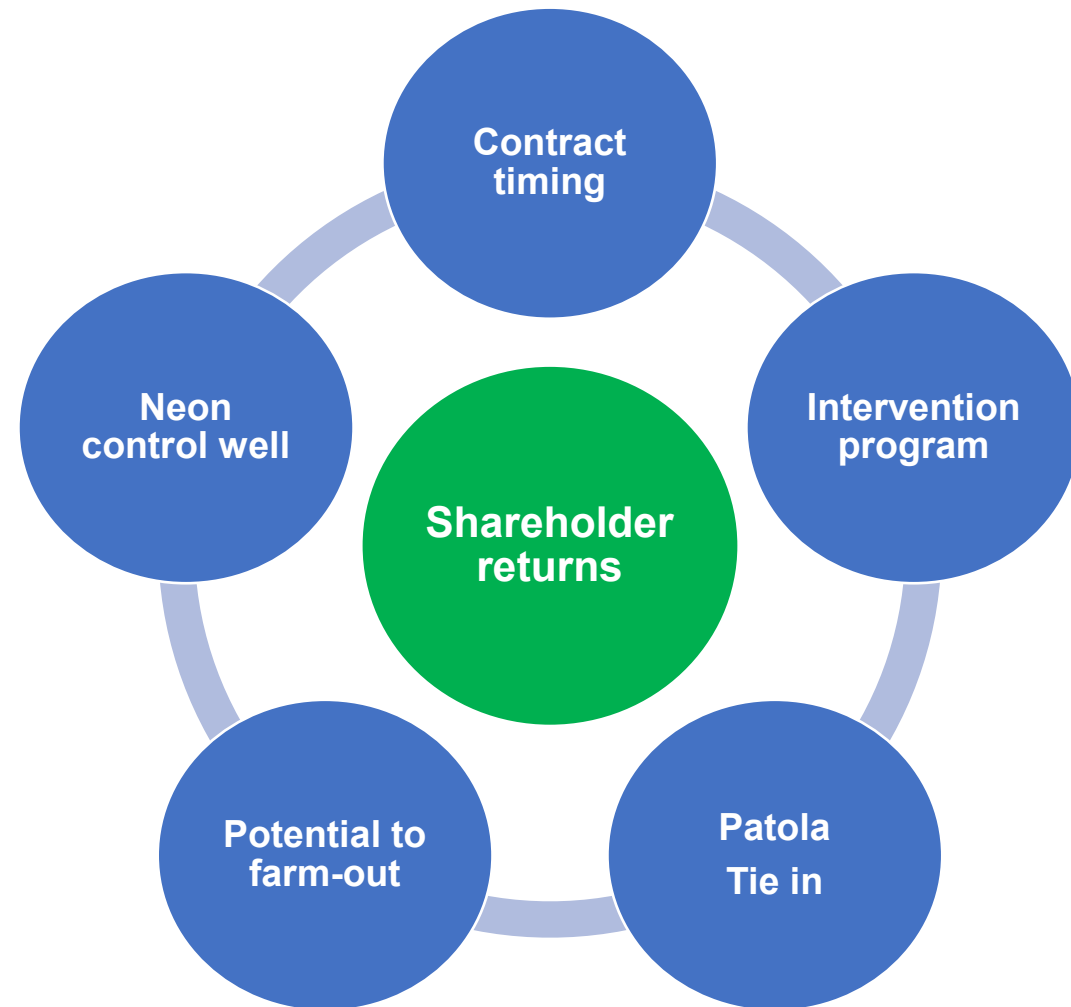 Contract
timing
Neon
control well
Intervention
program
Shareholder
returns
Potential to
farm-out
Patola
Tie in